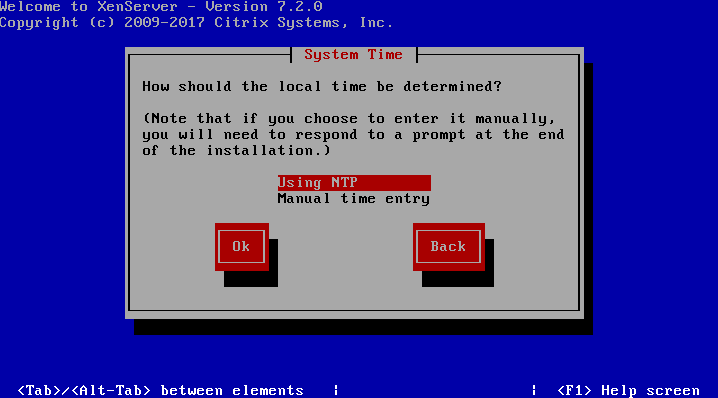 Welcome to XenServer - Version 7.2.0
Copyright (c) 2009-2017 Citrix Systems, Inc.
System Time
How should the local time be determined?
(Note that if you choose to enter it manually,
you will need to respond to a prompt at the end
of the installation.)
Using NTP
Manual time entry
Ok Back
<Tab>/<Alt-Tab> between elements | | <F1> Help screen